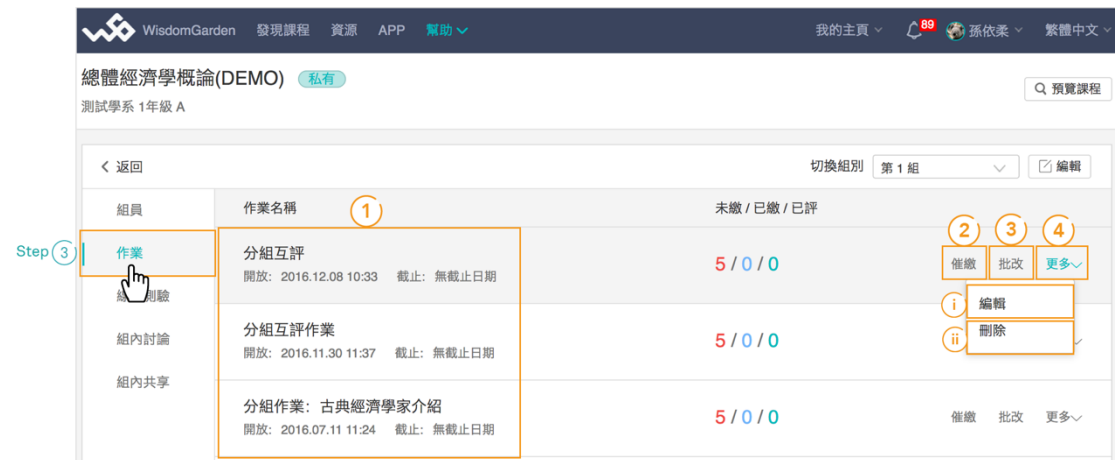 WisdomGarden 發現課程 資源 APP 幫助 我的主頁 89 孫依柔 繁體中文
總體經濟學概論(DEMO) 私有
測試學系 1年級 A
預覽課程
返回 切換組別 第 1 組 編輯
組員 作業名稱 1 未繳 / 已繳 / 已評
2 3 4
Step 3 作業 分組互評 5 / 0 / 0 催繳 批改 更多
開放: 2016.12.08 10:33 截止: 無截止日期
測驗 i 編輯
組內討論 分組互評作業 5 / 0 / 0 ii 刪除
開放: 2016.11.30 11:37 截止: 無截止日期
組內共享
分組作業: 古典經濟學家介紹 5 / 0 / 0 催繳 批改 更多
開放: 2016.07.11 11:24 截止: 無截止日期